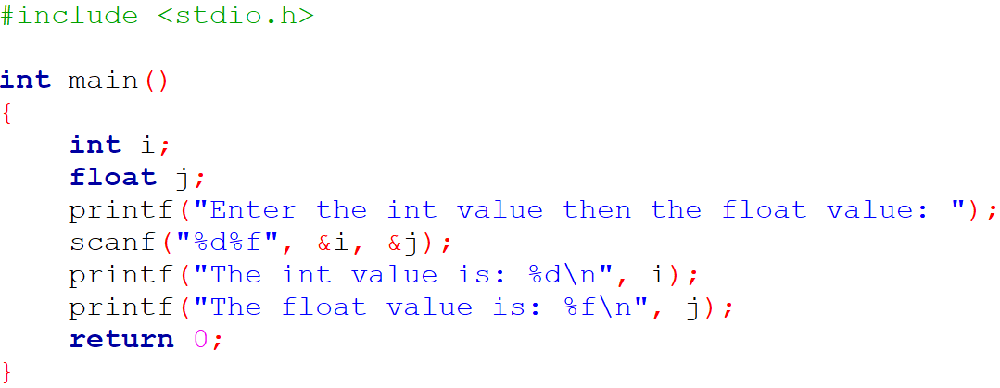 #include <stdio.h>
int main()
{
    int i;
    float j;
    printf("Enter the int value then the float value: ");
    scanf("%d%f", &i, &j);
    printf("The int value is: %d\n", i);
    printf("The float value is: %f\n", j);
    return 0;
}